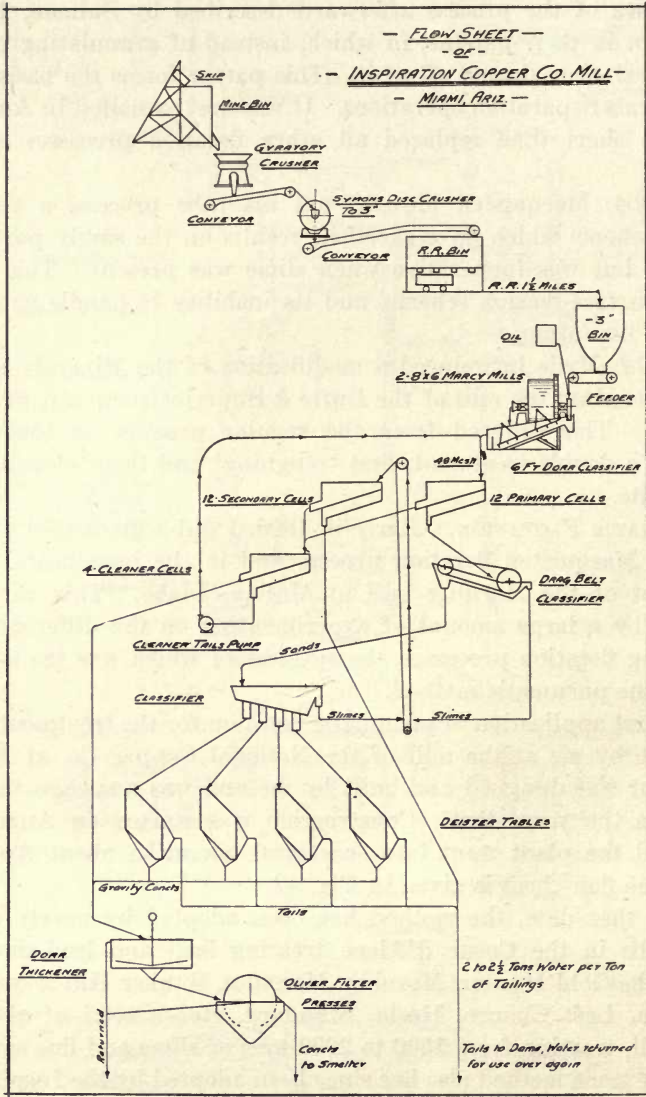 — FLOW SHEET —
— OF —
— INSPIRATION COPPER CO. MILL —
— MIAMI, ARIZ. —
SKIP
MINE BIN
GYRATORY
CRUSHER
CONVEYOR
SYMONS DISC CRUSHER
TO 3"
CONVEYOR
R.R. BIN
R.R. 1½ MILES
-3"
BIN
OIL
2-8x6 MARCY MILLS
FEEDER
48 Mesh
6 FT DORR CLASSIFIER
12-SECONDARY CELLS
12 PRIMARY CELLS
4-CLEANER CELLS
DRAG BELT
CLASSIFIER
CLEANER TAILS PUMP
Sands
CLASSIFIER
Slimes
Slimes
DEISTER TABLES
Gravity Concts
Tails
DORR
THICKENER
OLIVER FILTER
PRESSES
2 to 2½ Tons Water per Ton
of Tailings
Returned
Concts
to Smelter
Tails to Dams, Water returned
for use over again